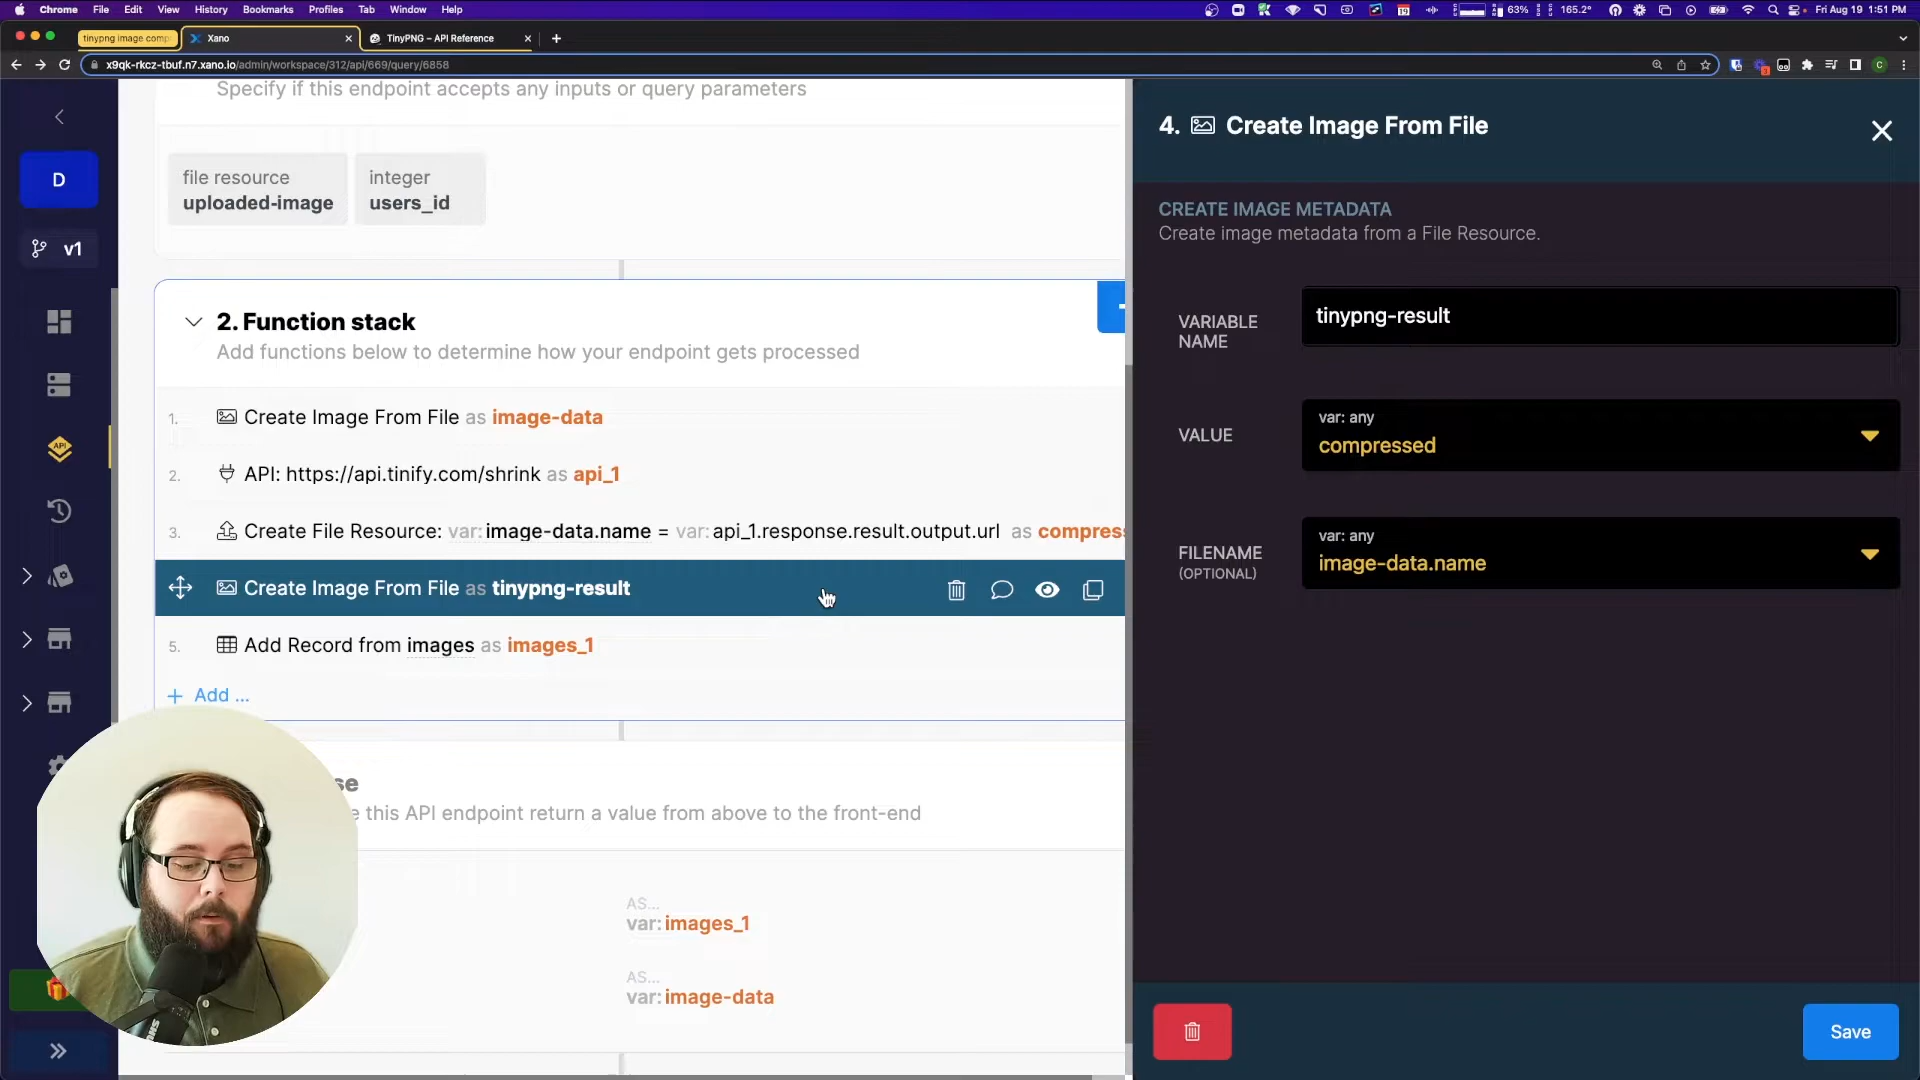 Chrome File Edit View History Bookmarks Profiles Tab Window Help
19
63%
165.2°
Fri Aug 19 1:51 PM
tinypng image comp
Xano
TinyPNG – API Reference
x9qk-rkcz-tbuf.n7.xano.io/admin/workspace/312/api/669/query/6858
C
D
v1
API
Specify if this endpoint accepts any inputs or query parameters
file resource
uploaded-image
integer
users_id
2. Function stack
Add functions below to determine how your endpoint gets processed
1. Create Image From File as image-data
2. API: https://api.tinify.com/shrink as api_1
3. Create File Resource: var: image-data.name = var: api_1.response.result.output.url as compress
Create Image From File as tinypng-result
5. Add Record from images as images_1
+ Add ...
se
this API endpoint return a value from above to the front-end
AS...
var: images_1
AS...
var: image-data
4. Create Image From File
CREATE IMAGE METADATA
Create image metadata from a File Resource.
VARIABLE
NAME
tinypng-result
VALUE
var: any
compressed
FILENAME
(OPTIONAL)
var: any
image-data.name
Save